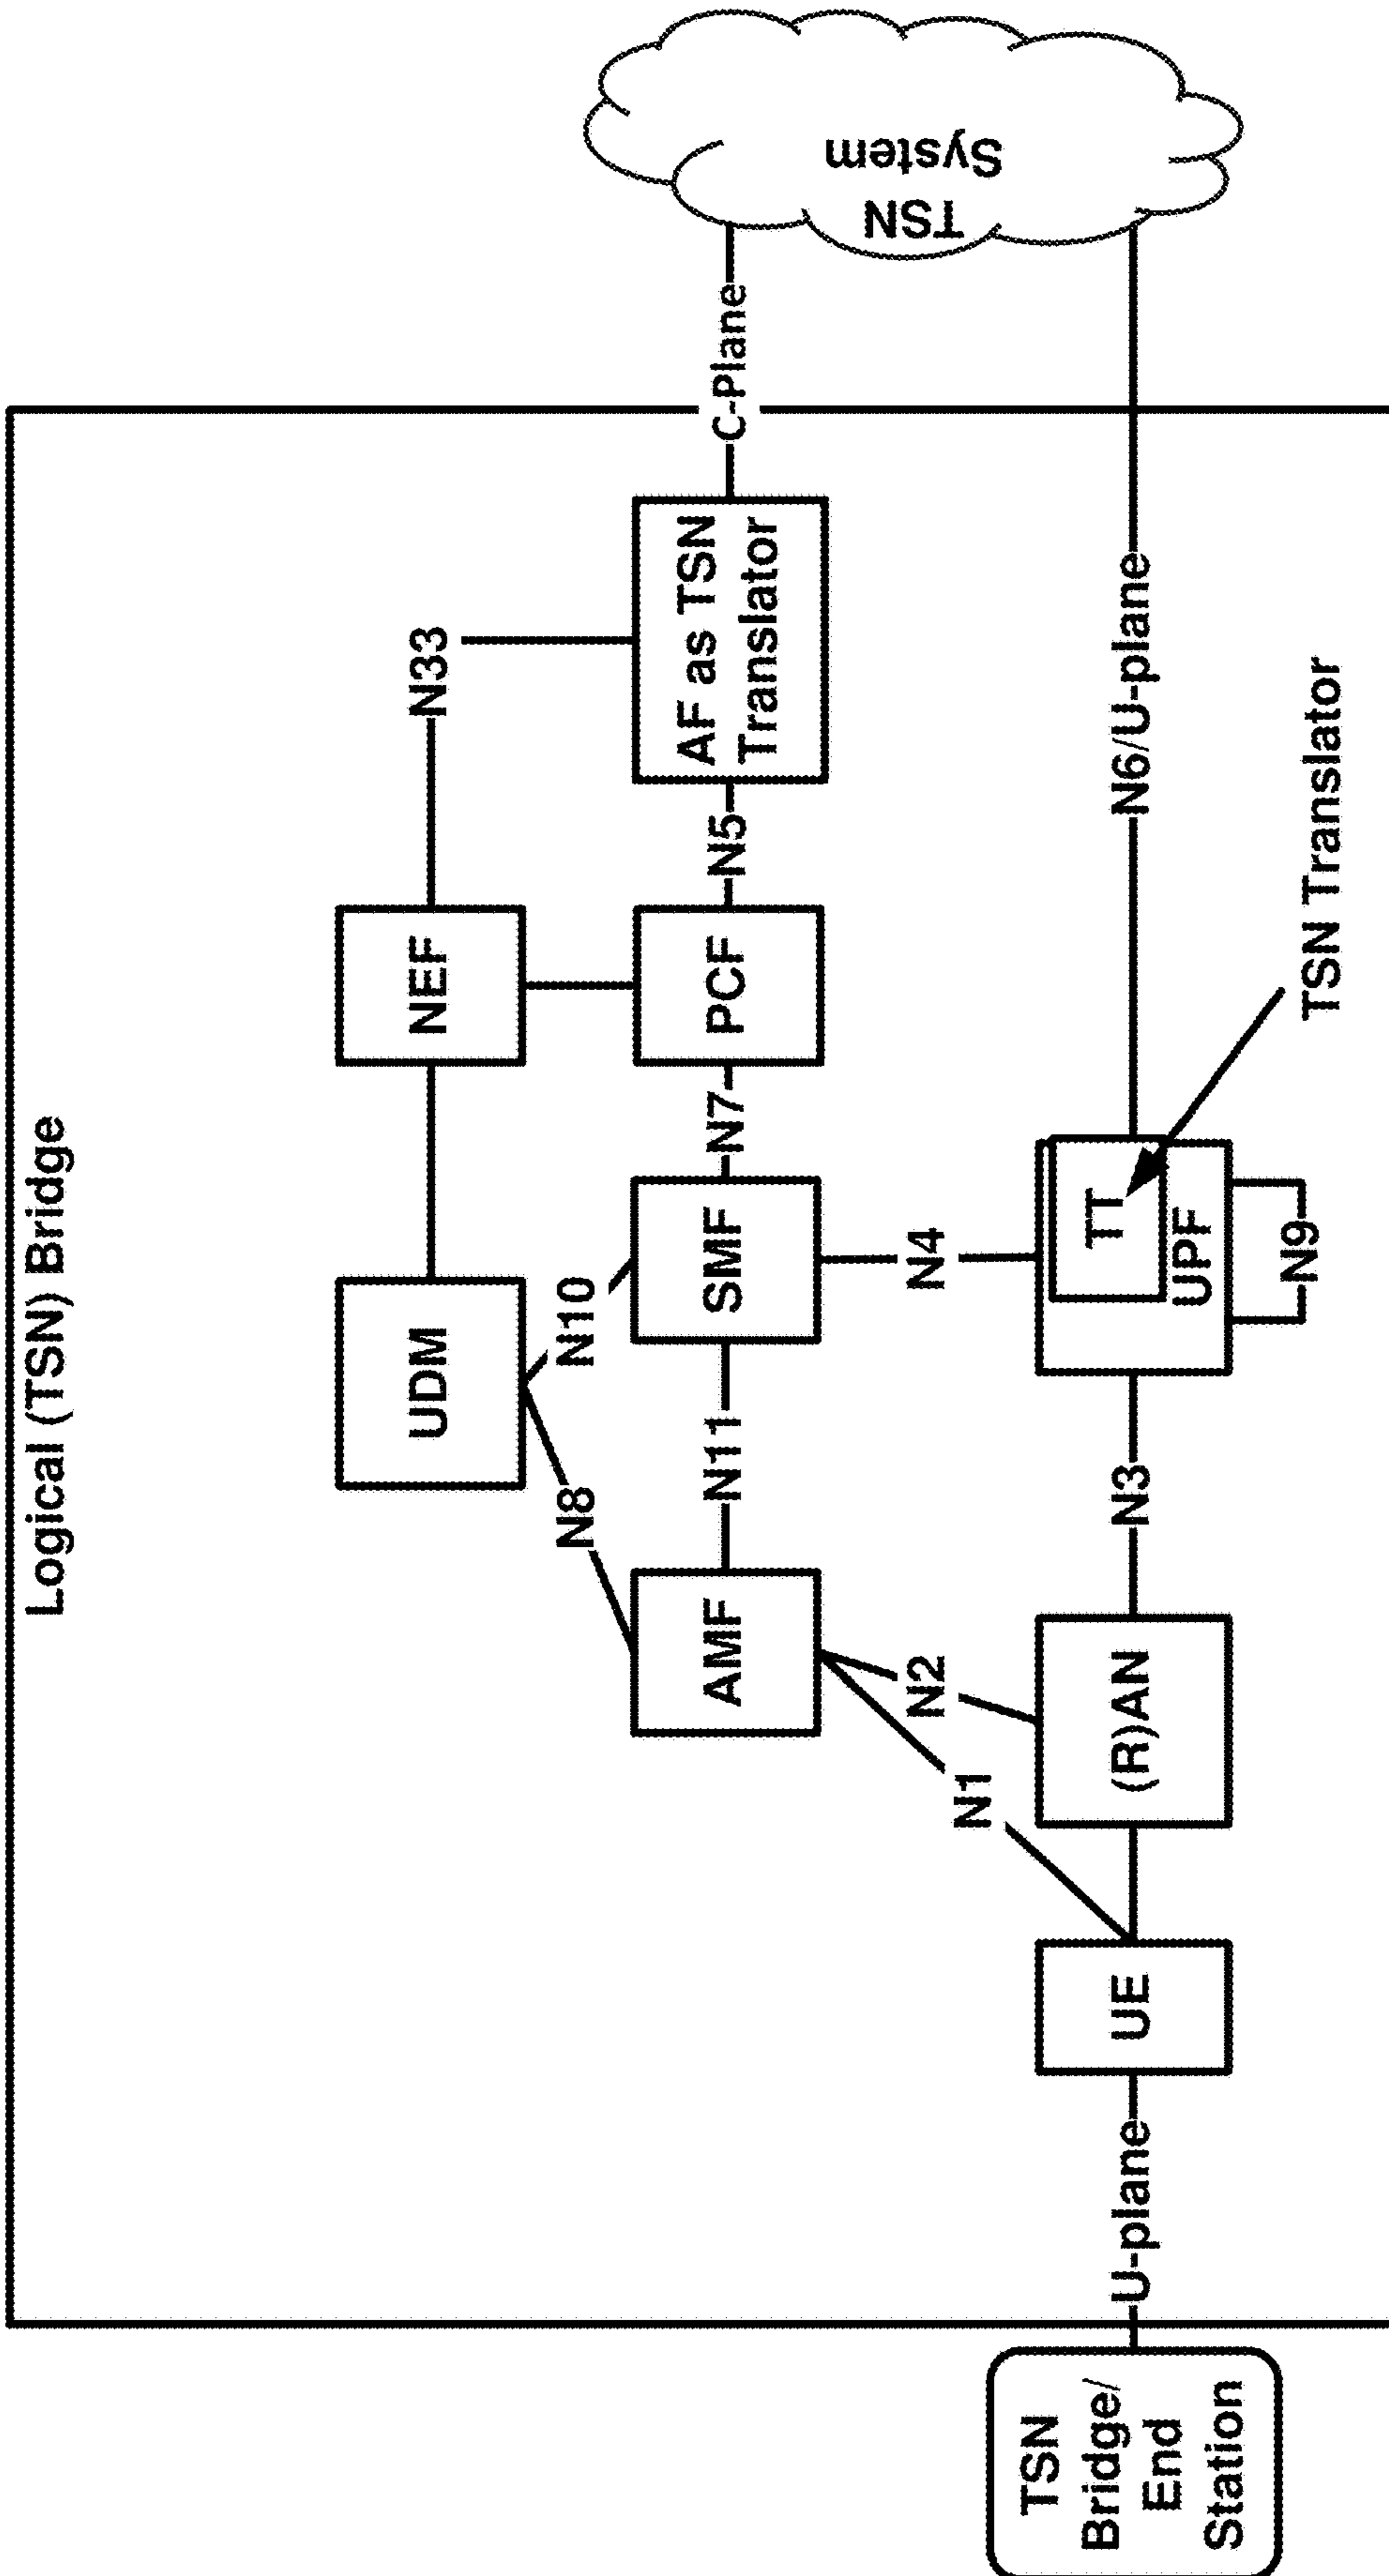 Logical (TSN) Bridge
UDM
NEF
N33
N8
N10
AMF
N11
SMF
N7
PCF
N5
AF as TSN
Translator
C-Plane
TSN
System
N1
N2
N4
TSN
Bridge/
End
Station
U-plane
UE
(R)AN
N3
TT
UPF
N6/U-plane
N9
TSN Translator